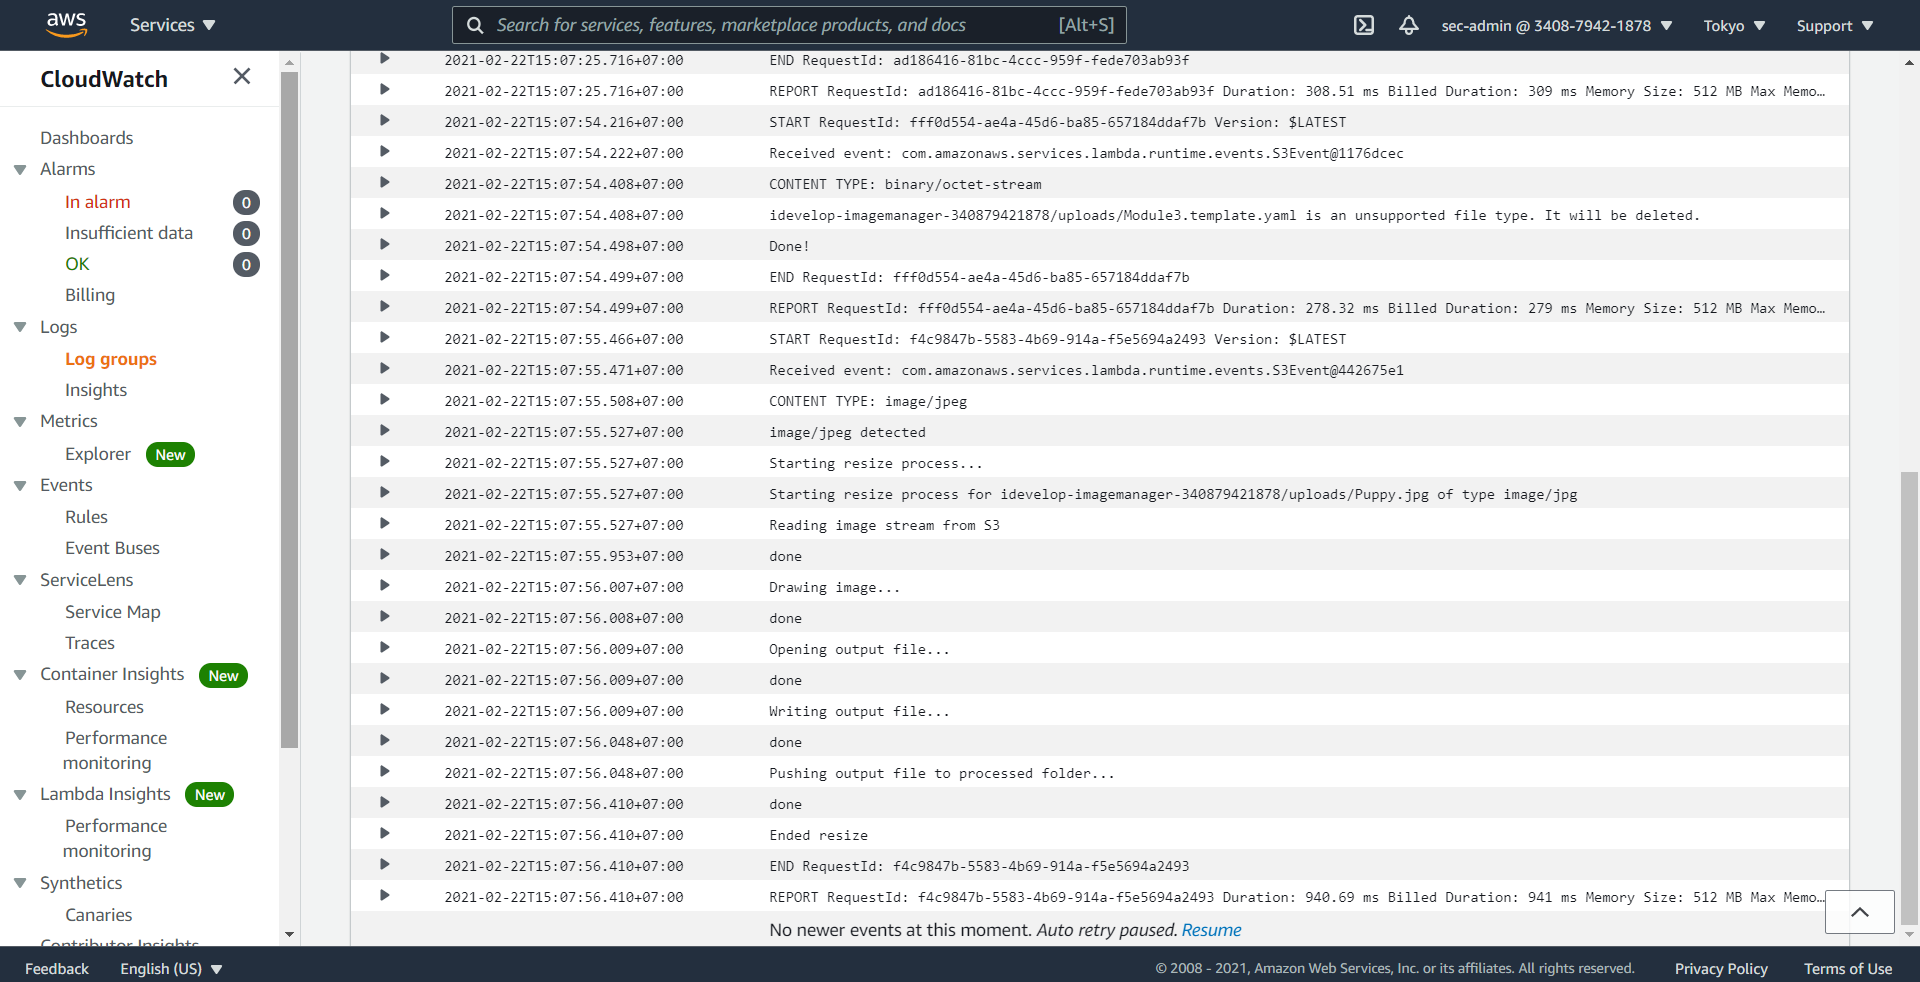 aws Services Search for services, features, marketplace products, and docs [Alt+S] sec-admin @ 3408-7942-1878 Tokyo Support
CloudWatch
Dashboards
Alarms
In alarm 0
Insufficient data 0
OK 0
Billing
Logs
Log groups
Insights
Metrics
Explorer New
Events
Rules
Event Buses
ServiceLens
Service Map
Traces
Container Insights New
Resources
Performance
monitoring
Lambda Insights New
Performance
monitoring
Synthetics
Canaries
Contributor Insights
2021-02-22T15:07:25.716+07:00 END RequestId: ad186416-81bc-4ccc-959f-fede703ab93f
2021-02-22T15:07:25.716+07:00 REPORT RequestId: ad186416-81bc-4ccc-959f-fede703ab93f Duration: 308.51 ms Billed Duration: 309 ms Memory Size: 512 MB Max Memo…
2021-02-22T15:07:54.216+07:00 START RequestId: fff0d554-ae4a-45d6-ba85-657184ddaf7b Version: $LATEST
2021-02-22T15:07:54.222+07:00 Received event: com.amazonaws.services.lambda.runtime.events.S3Event@1176dcec
2021-02-22T15:07:54.408+07:00 CONTENT TYPE: binary/octet-stream
2021-02-22T15:07:54.408+07:00 idevelop-imagemanager-340879421878/uploads/Module3.template.yaml is an unsupported file type. It will be deleted.
2021-02-22T15:07:54.498+07:00 Done!
2021-02-22T15:07:54.499+07:00 END RequestId: fff0d554-ae4a-45d6-ba85-657184ddaf7b
2021-02-22T15:07:54.499+07:00 REPORT RequestId: fff0d554-ae4a-45d6-ba85-657184ddaf7b Duration: 278.32 ms Billed Duration: 279 ms Memory Size: 512 MB Max Memo…
2021-02-22T15:07:55.466+07:00 START RequestId: f4c9847b-5583-4b69-914a-f5e5694a2493 Version: $LATEST
2021-02-22T15:07:55.471+07:00 Received event: com.amazonaws.services.lambda.runtime.events.S3Event@442675e1
2021-02-22T15:07:55.508+07:00 CONTENT TYPE: image/jpeg
2021-02-22T15:07:55.527+07:00 image/jpeg detected
2021-02-22T15:07:55.527+07:00 Starting resize process...
2021-02-22T15:07:55.527+07:00 Starting resize process for idevelop-imagemanager-340879421878/uploads/Puppy.jpg of type image/jpg
2021-02-22T15:07:55.527+07:00 Reading image stream from S3
2021-02-22T15:07:55.953+07:00 done
2021-02-22T15:07:56.007+07:00 Drawing image...
2021-02-22T15:07:56.008+07:00 done
2021-02-22T15:07:56.009+07:00 Opening output file...
2021-02-22T15:07:56.009+07:00 done
2021-02-22T15:07:56.009+07:00 Writing output file...
2021-02-22T15:07:56.048+07:00 done
2021-02-22T15:07:56.048+07:00 Pushing output file to processed folder...
2021-02-22T15:07:56.410+07:00 done
2021-02-22T15:07:56.410+07:00 Ended resize
2021-02-22T15:07:56.410+07:00 END RequestId: f4c9847b-5583-4b69-914a-f5e5694a2493
2021-02-22T15:07:56.410+07:00 REPORT RequestId: f4c9847b-5583-4b69-914a-f5e5694a2493 Duration: 940.69 ms Billed Duration: 941 ms Memory Size: 512 MB Max Memo…
No newer events at this moment. Auto retry paused. Resume
Feedback English (US) © 2008 - 2021, Amazon Web Services, Inc. or its affiliates. All rights reserved. Privacy Policy Terms of Use